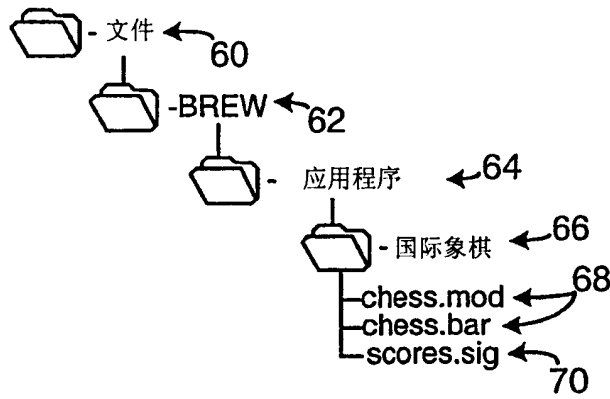 - 文件 60
-BREW 62
- 应用程序 64
- 国际象棋 66
chess.mod 68
chess.bar
scores.sig 70